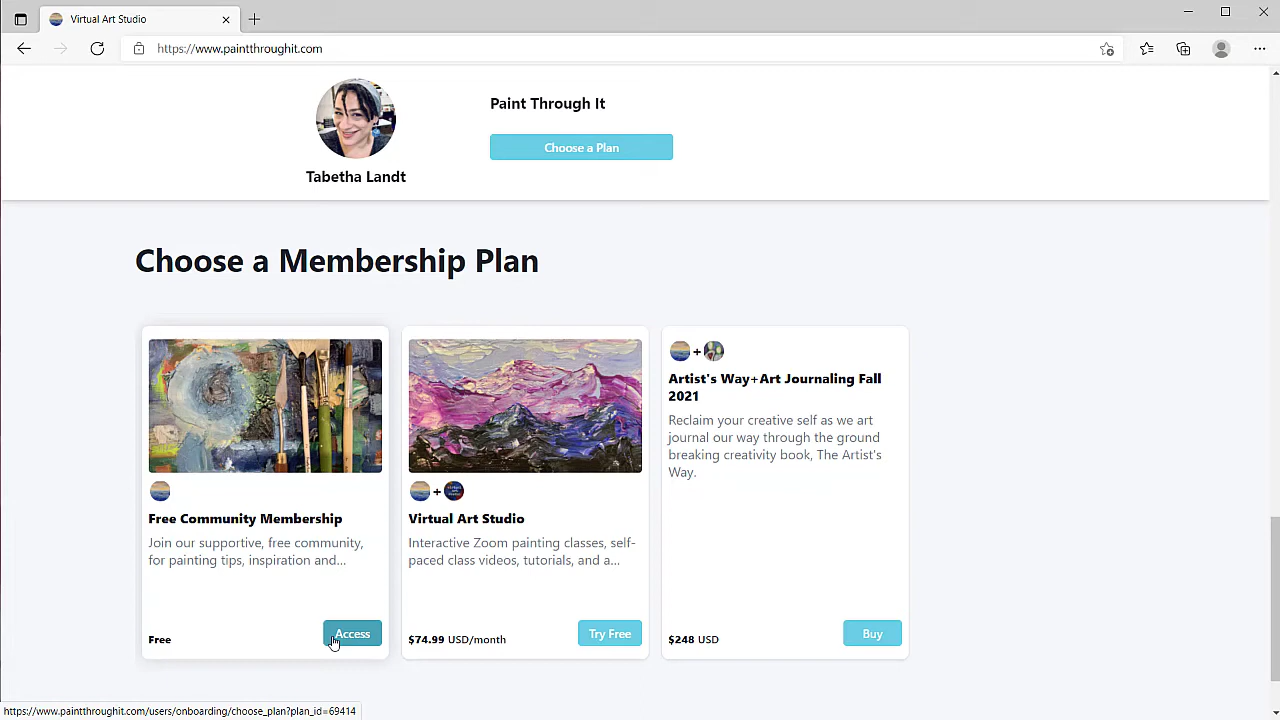 Virtual Art Studio
https://www.paintthroughit.com
Paint Through It
Choose a Plan
Tabetha Landt
Choose a Membership Plan
Free Community Membership
Join our supportive, free community,
for painting tips, inspiration and...
Free
Access
+
Virtual Art Studio
Interactive Zoom painting classes, self-
paced class videos, tutorials, and a...
$74.99 USD/month
Try Free
+
Artist's Way+Art Journaling Fall
2021
Reclaim your creative self as we art
journal our way through the ground
breaking creativity book, The Artist's
Way.
$248 USD
Buy
https://www.paintthroughit.com/users/onboarding/choose_plan?plan_id=69414